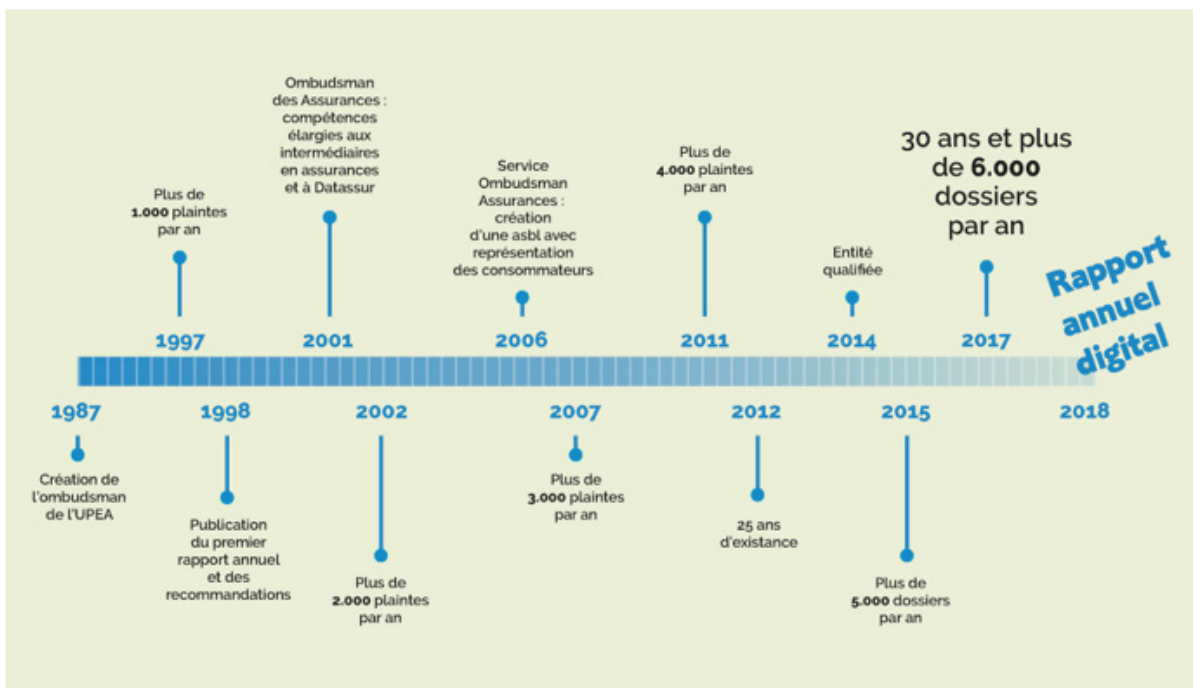 Ombudsman
des Assurances :
compétences
élargies aux
intermédiaires
en assurances
et à Datassur
Plus de
1.000 plaintes
par an
Service
Ombudsman
Assurances :
création
d'une asbl avec
représentation
des consommateurs
Plus de
4.000 plaintes
par an
Entité
qualifiée
30 ans et plus
de 6.000
dossiers
par an
Rapport
annuel
digital
1997
2001
2006
2011
2014
2017
1987
1998
2002
2007
2012
2015
2018
Création de
l'ombudsman
de l'UPEA
Publication
du premier
rapport annuel
et des
recommandations
Plus de
2.000 plaintes
par an
Plus de
3.000 plaintes
par an
25 ans
d'existance
Plus de
5.000 dossiers
par an